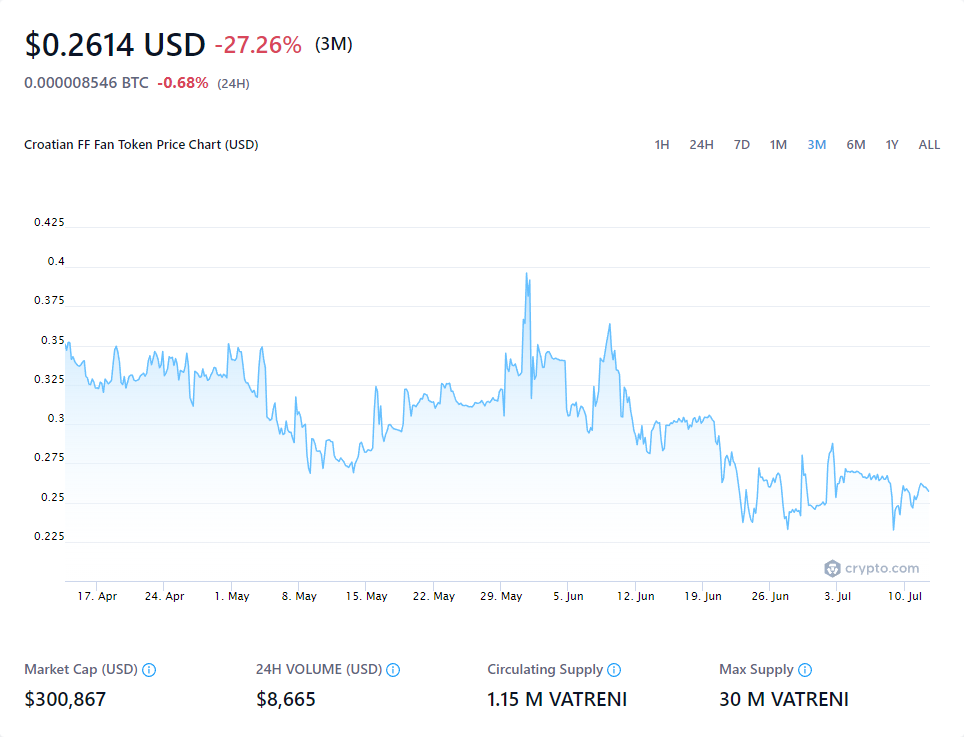 $0.2614 USD -27.26% (3M)
0.000008546 BTC -0.68% (24H)
Croatian FF Fan Token Price Chart (USD) 1H 24H 7D 1M 3M 6M 1Y ALL
0.425
0.4
0.375
0.35
0.325
0.3
0.275
0.25
0.225
crypto.com
17. Apr 24. Apr 1. May 8. May 15. May 22. May 29. May 5. Jun 12. Jun 19. Jun 26. Jun 3. Jul 10. Jul
Market Cap (USD) 24H VOLUME (USD) Circulating Supply Max Supply
$300,867 $8,665 1.15 M VATRENI 30 M VATRENI